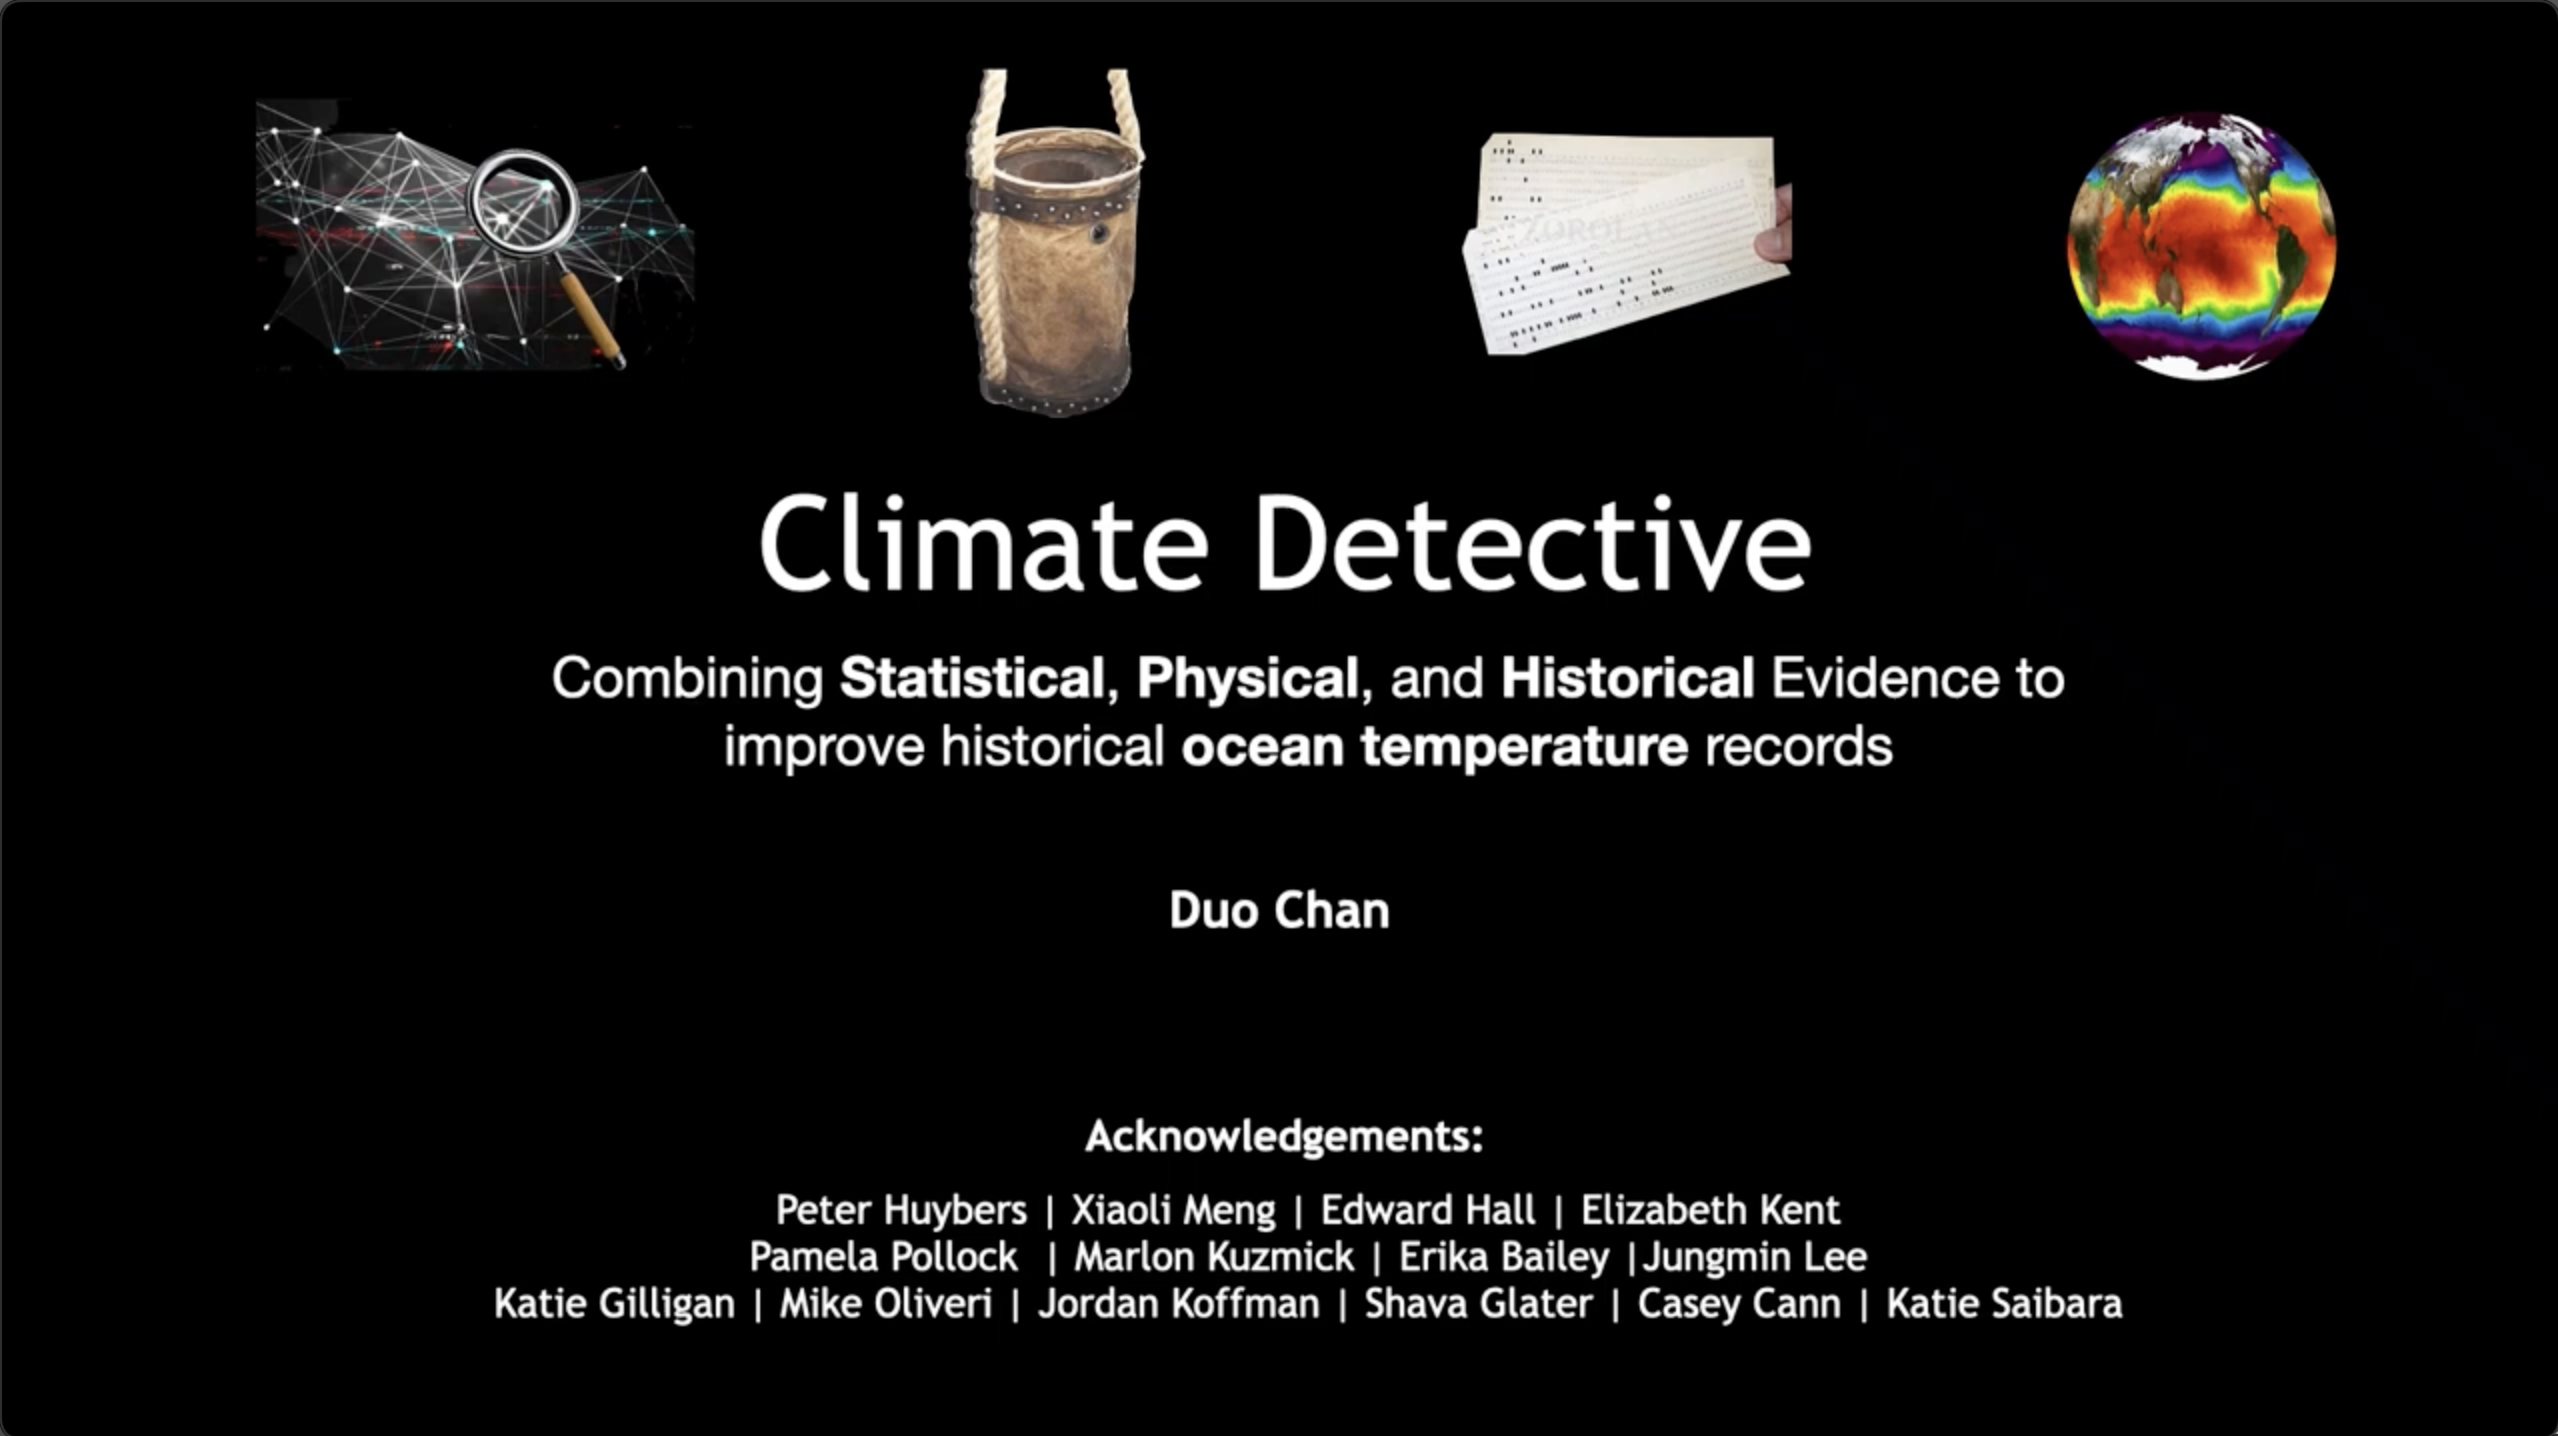 ZOROLAN
Climate Detective
Combining Statistical, Physical, and Historical Evidence to
improve historical ocean temperature records
Duo Chan
Acknowledgements:
Peter Huybers | Xiaoli Meng | Edward Hall | Elizabeth Kent
Pamela Pollock | Marlon Kuzmick | Erika Bailey |Jungmin Lee
Katie Gilligan | Mike Oliveri | Jordan Koffman | Shava Glater | Casey Cann | Katie Saibara